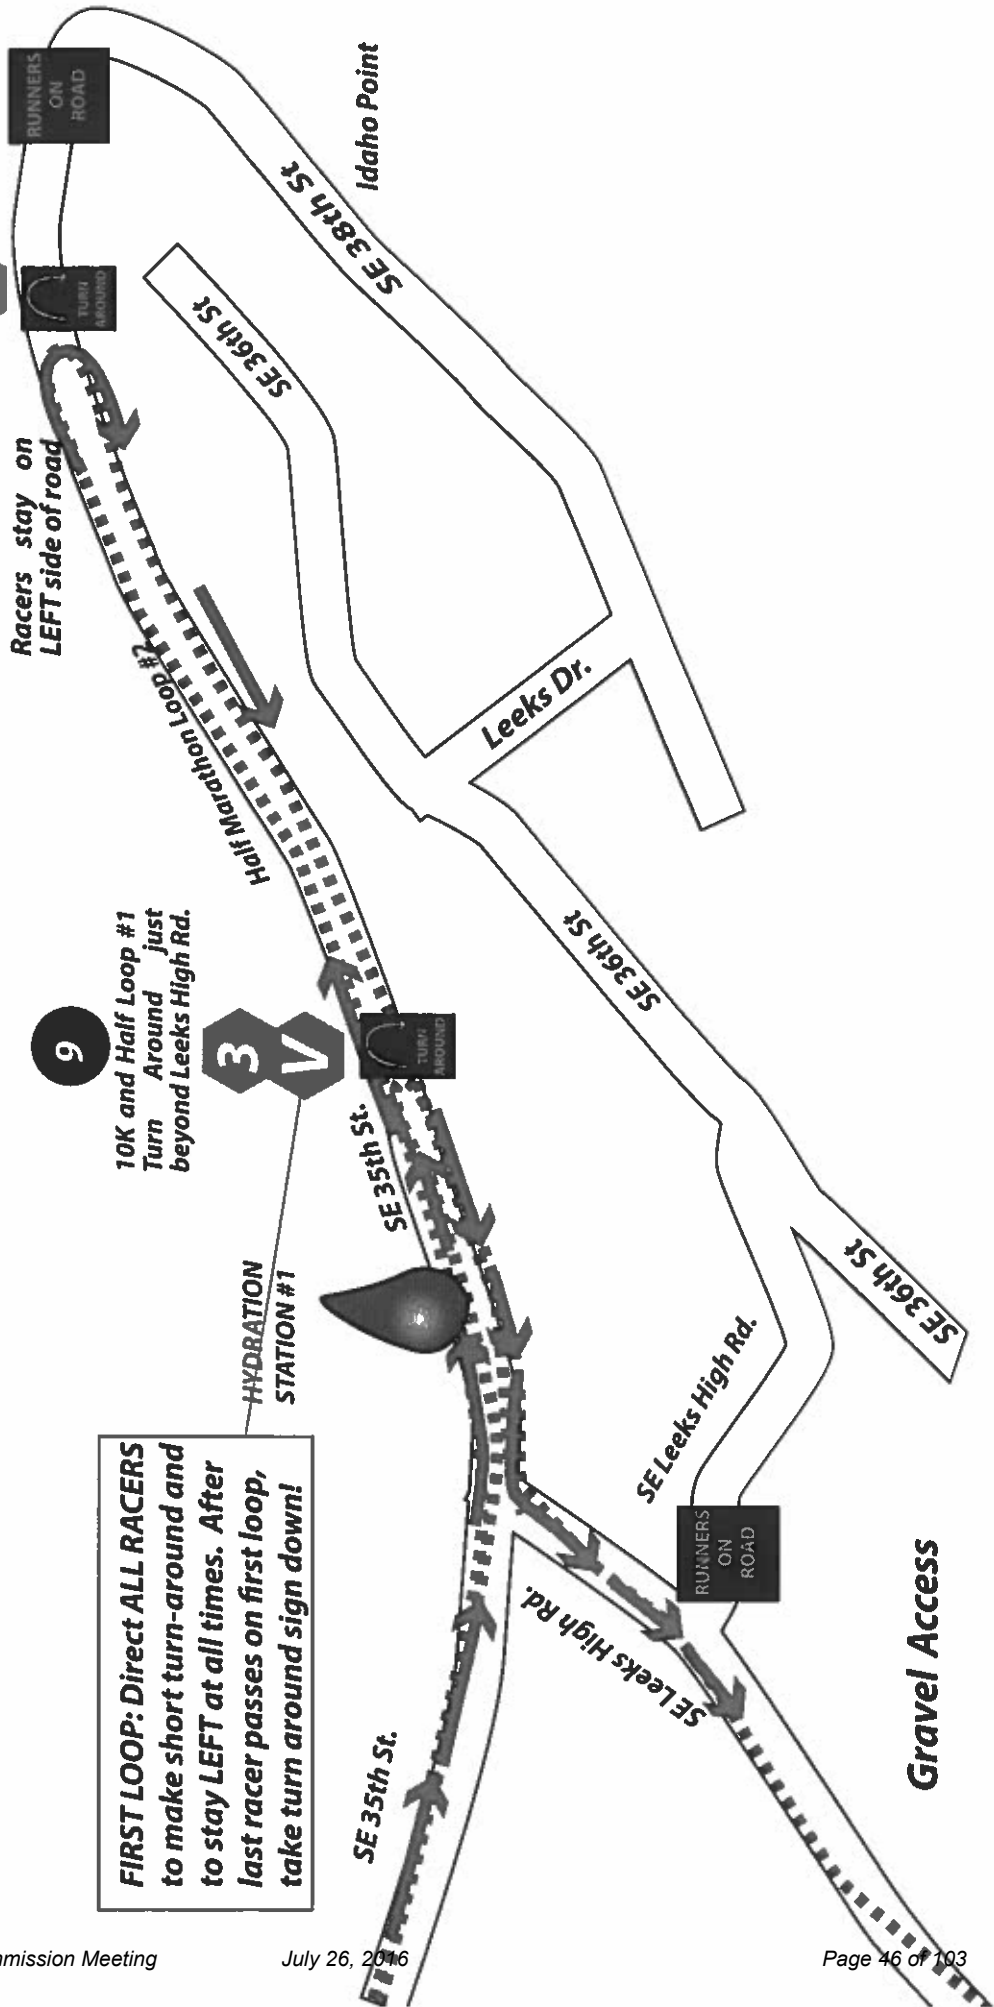 FIRST LOOP: Direct ALL RACERS
to make short turn-around and
to stay LEFT at all times. After
last racer passes on first loop,
take turn around sign down!
HYDRATION
STATION #1
9
10K and Half Loop #1
Turn Around just
beyond Leeks High Rd.
3
V
TURN
AROUND
Racers stay on
LEFT side of road
TURN
AROUND
RUNNERS
ON
ROAD
Half Marathon Loop #2
SE 35th St.
SE 35th St.
SE 36th St
SE 38th St
Idaho Point
Leeks Dr.
SE 36th St
SE 36th St
SE Leeks High Rd.
SE Leeks High Rd.
RUNNERS
ON
ROAD
Gravel Access
mmission Meeting
July 26, 2016
Page 46 of 103